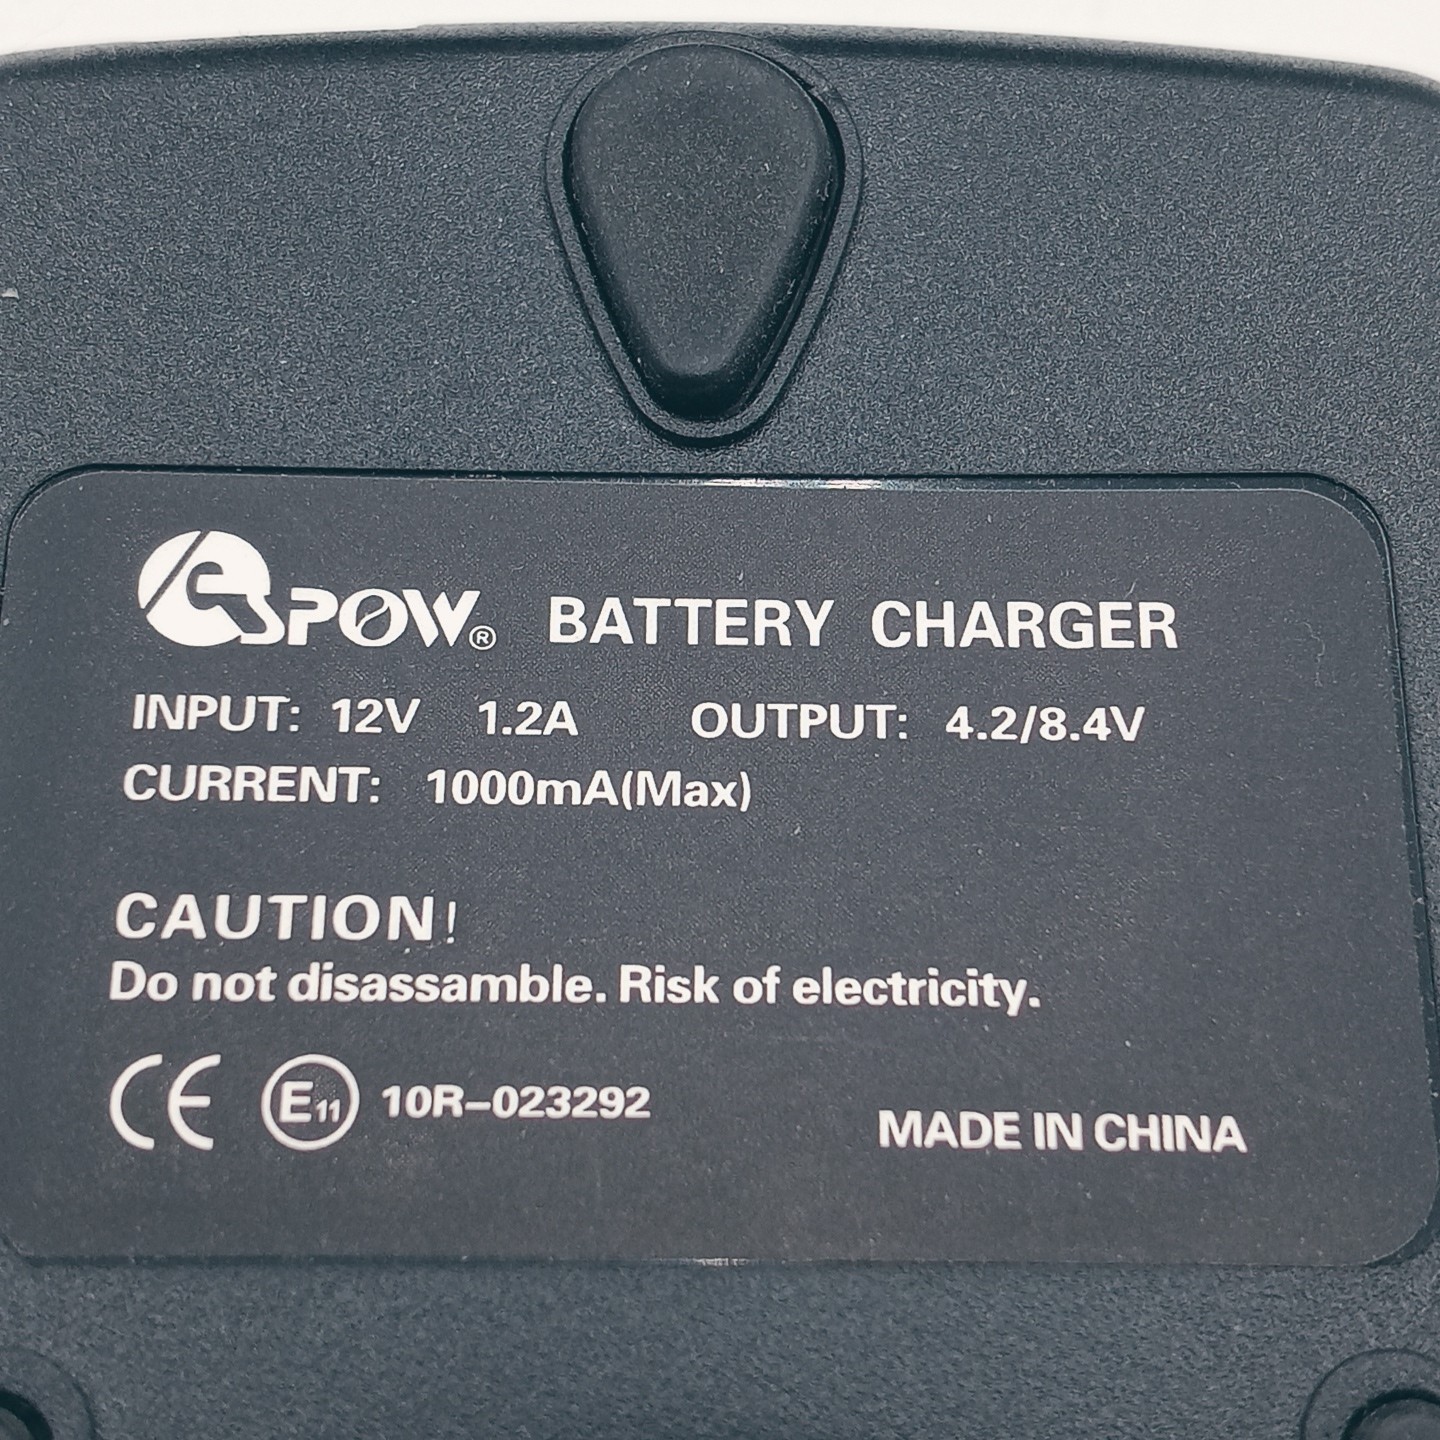 eSPOW® BATTERY CHARGER
INPUT: 12V 1.2A OUTPUT: 4.2/8.4V
CURRENT: 1000mA(Max)
CAUTION!
Do not disassamble. Risk of electricity.
CE E11 10R-023292
MADE IN CHINA